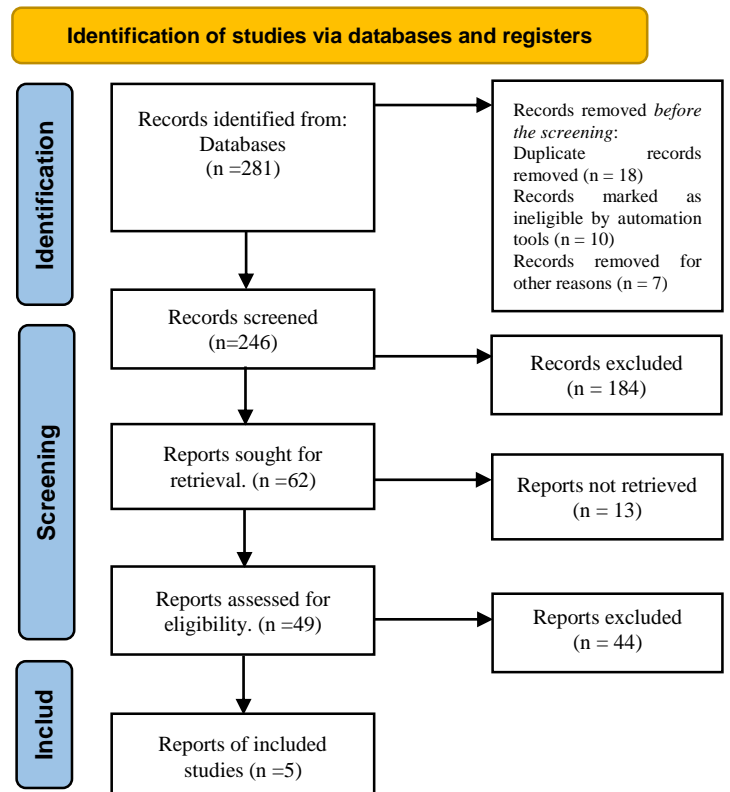 Identification of studies via databases and registers
Identification
Records identified from:
Databases
(n =281)
Records removed before
the screening:
Duplicate records
removed (n = 18)
Records marked as
ineligible by automation
tools (n = 10)
Records removed for
other reasons (n = 7)
Screening
Records screened
(n=246)
Records excluded
(n = 184)
Reports sought for
retrieval. (n =62)
Reports not retrieved
(n = 13)
Reports assessed for
eligibility. (n =49)
Reports excluded
(n = 44)
Includ
Reports of included
studies (n =5)